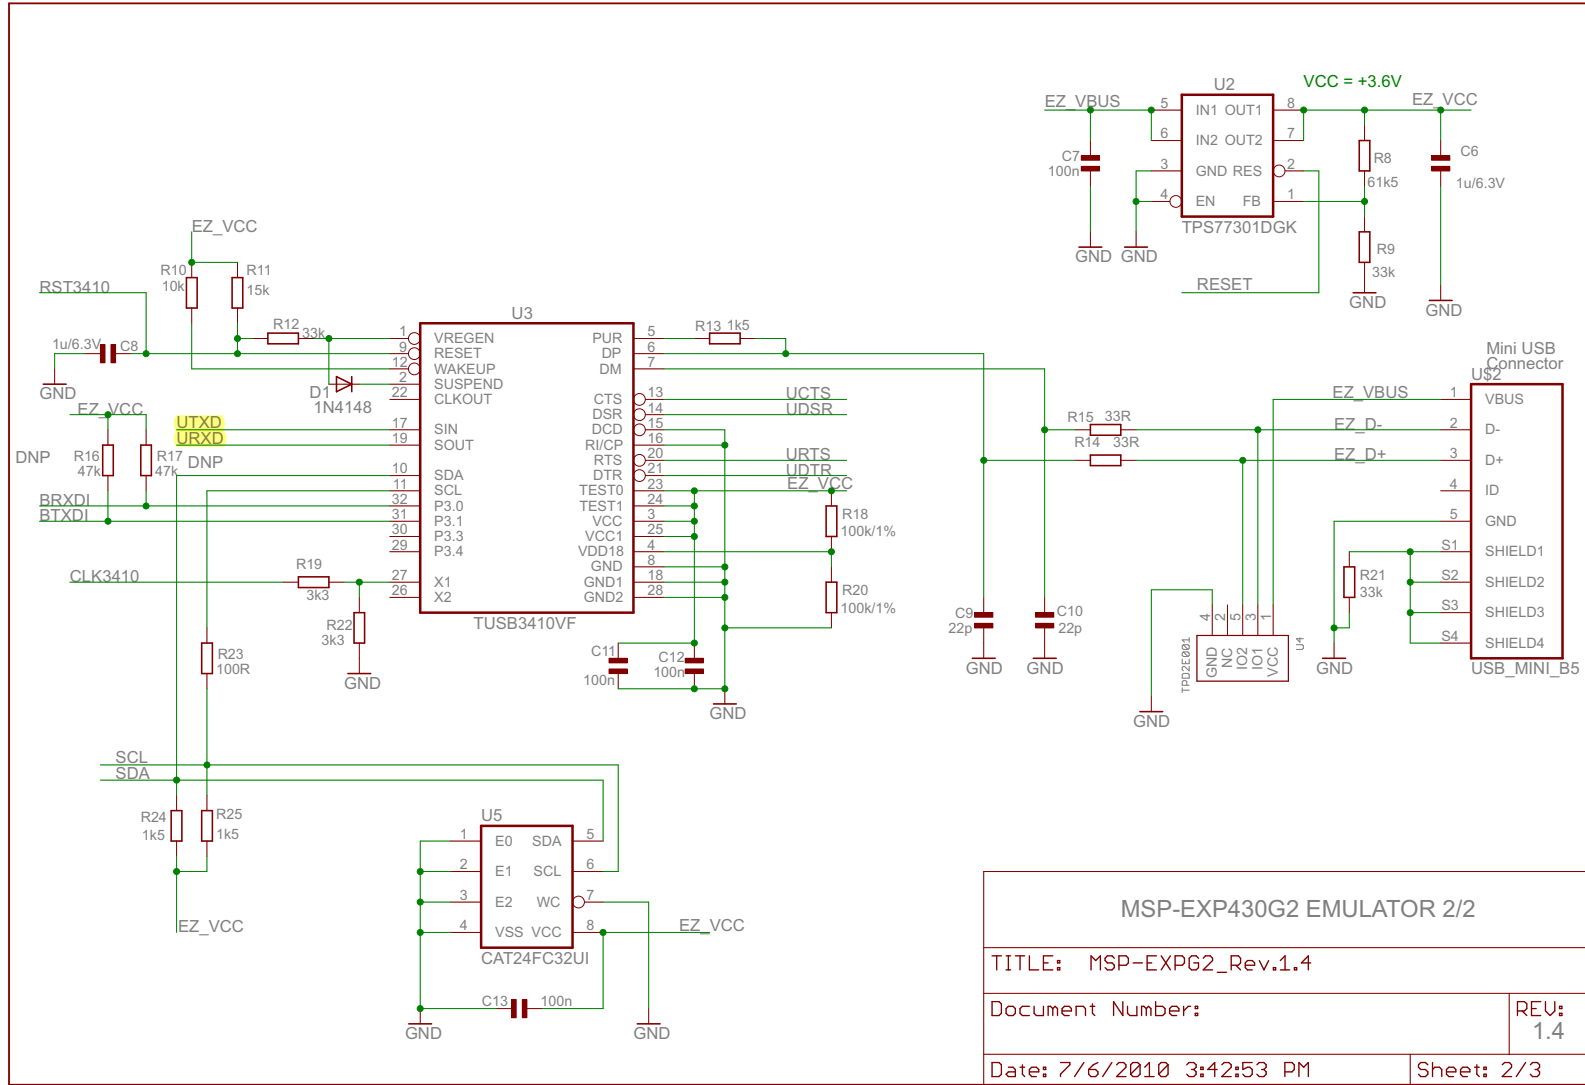 U2
VCC = +3.6V
EZ_VBUS
EZ_VCC
5 IN1 OUT1 8
6 IN2 OUT2 7
3 GND RES 2
4 EN FB 1
TPS77301DGK
C7
100n
R8
61k5
C6
1u/6.3V
R9
33k
GND
GND
GND
GND
RESET
EZ_VCC
R10
10k
R11
15k
RST3410
R12
33k
1u/6.3V
C8
GND
D1
1N4148
U3
1 VREGEN
9 RESET
12 WAKEUP
2 SUSPEND
22 CLKOUT
17 SIN
19 SOUT
10 SDA
11 SCL
32 P3.0
31 P3.1
30 P3.3
29 P3.4
27 X1
26 X2
PUR 5
DP 6
DM 7
CTS 13
DSR 14
DCD 15
RI/CP 16
RTS 20
DTR 21
TEST0 23
TEST1 24
VCC 3
VCC1 25
VDD18 4
GND 8
GND1 18
GND2 28
TUSB3410VF
R13 1k5
UCTS
UDSR
URTS
UDTR
EZ_VCC
EZ_VCC
UTXD
URXD
DNP
R16
47k
R17
47k
DNP
BRXDI
BTXDI
CLK3410
R19
3k3
R22
3k3
GND
R18
100k/1%
R20
100k/1%
C11
100n
C12
100n
GND
R23
100R
SCL
SDA
R24
1k5
R25
1k5
EZ_VCC
U5
1 E0 SDA 5
2 E1 SCL 6
3 E2 WC 7
4 VSS VCC 8
CAT24FC32UI
EZ_VCC
C13 100n
GND
GND
Mini USB
Connector
U$2
R15 33R
R14 33R
EZ_VBUS
EZ_D-
EZ_D+
1 VBUS
2 D-
3 D+
4 ID
5 GND
S1 SHIELD1
S2 SHIELD2
S3 SHIELD3
S4 SHIELD4
USB_MINI_B5
R21
33k
GND
C9
22p
C10
22p
GND
GND
TPD2E001
4 GND
2 NC
5 IO2
3 IO1
1 VCC
U4
GND
MSP-EXP430G2 EMULATOR 2/2
TITLE: MSP-EXPG2_Rev.1.4
Document Number:
REV:
1.4
Date: 7/6/2010 3:42:53 PM
Sheet: 2/3